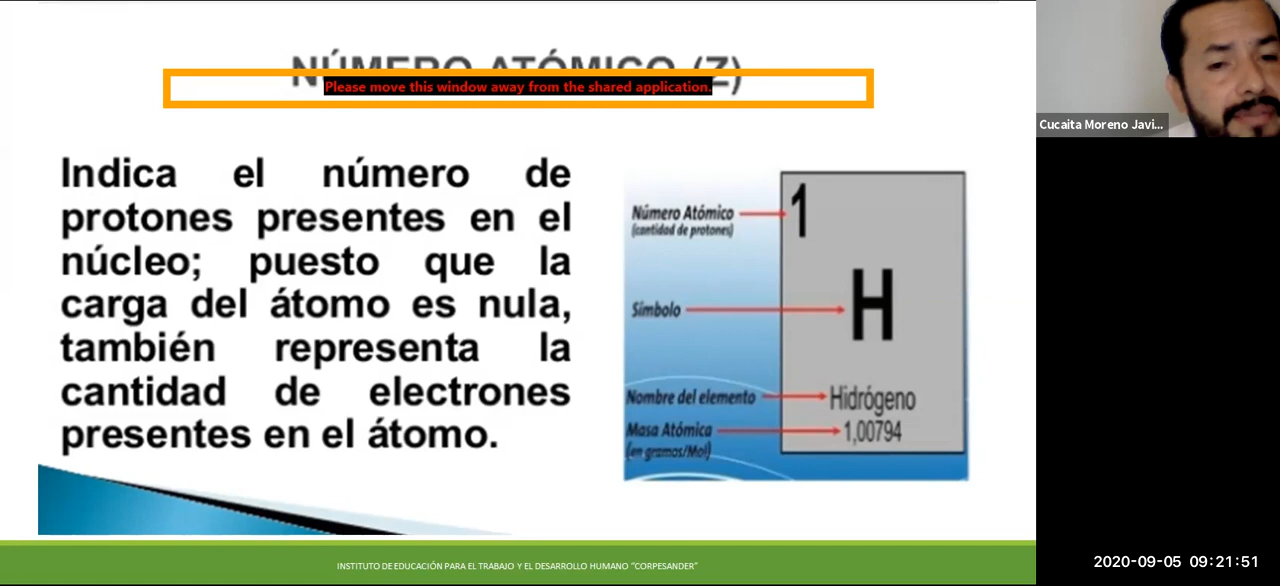 NÚMERO ATÓMICO (Z)
Please move this window away from the shared application.
Indica el número de
protones presentes en el
núcleo; puesto que la
carga del átomo es nula,
también representa la
cantidad de electrones
presentes en el átomo.
Número Atómico
(cantidad de protones)
1
Símbolo
H
Nombre del elemento
Hidrógeno
Masa Atómica
1,00794
(en gramos/Mol)
INSTITUTO DE EDUCACIÓN PARA EL TRABAJO Y EL DESARROLLO HUMANO "CORPESANDER"
Cucaita Moreno Javi...
2020-09-05 09:21:51